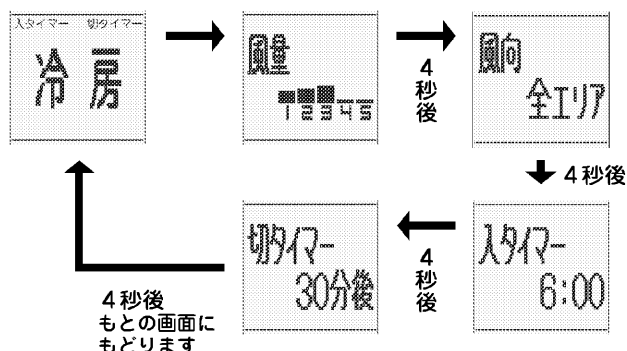 入タイマー 切タイマー
冷房
風量
1 2 3 4 5
4秒後
風向
全エリア
4秒後
入タイマー
6:00
4秒後
切タイマー
30分後
4秒後
もとの画面に
もどります